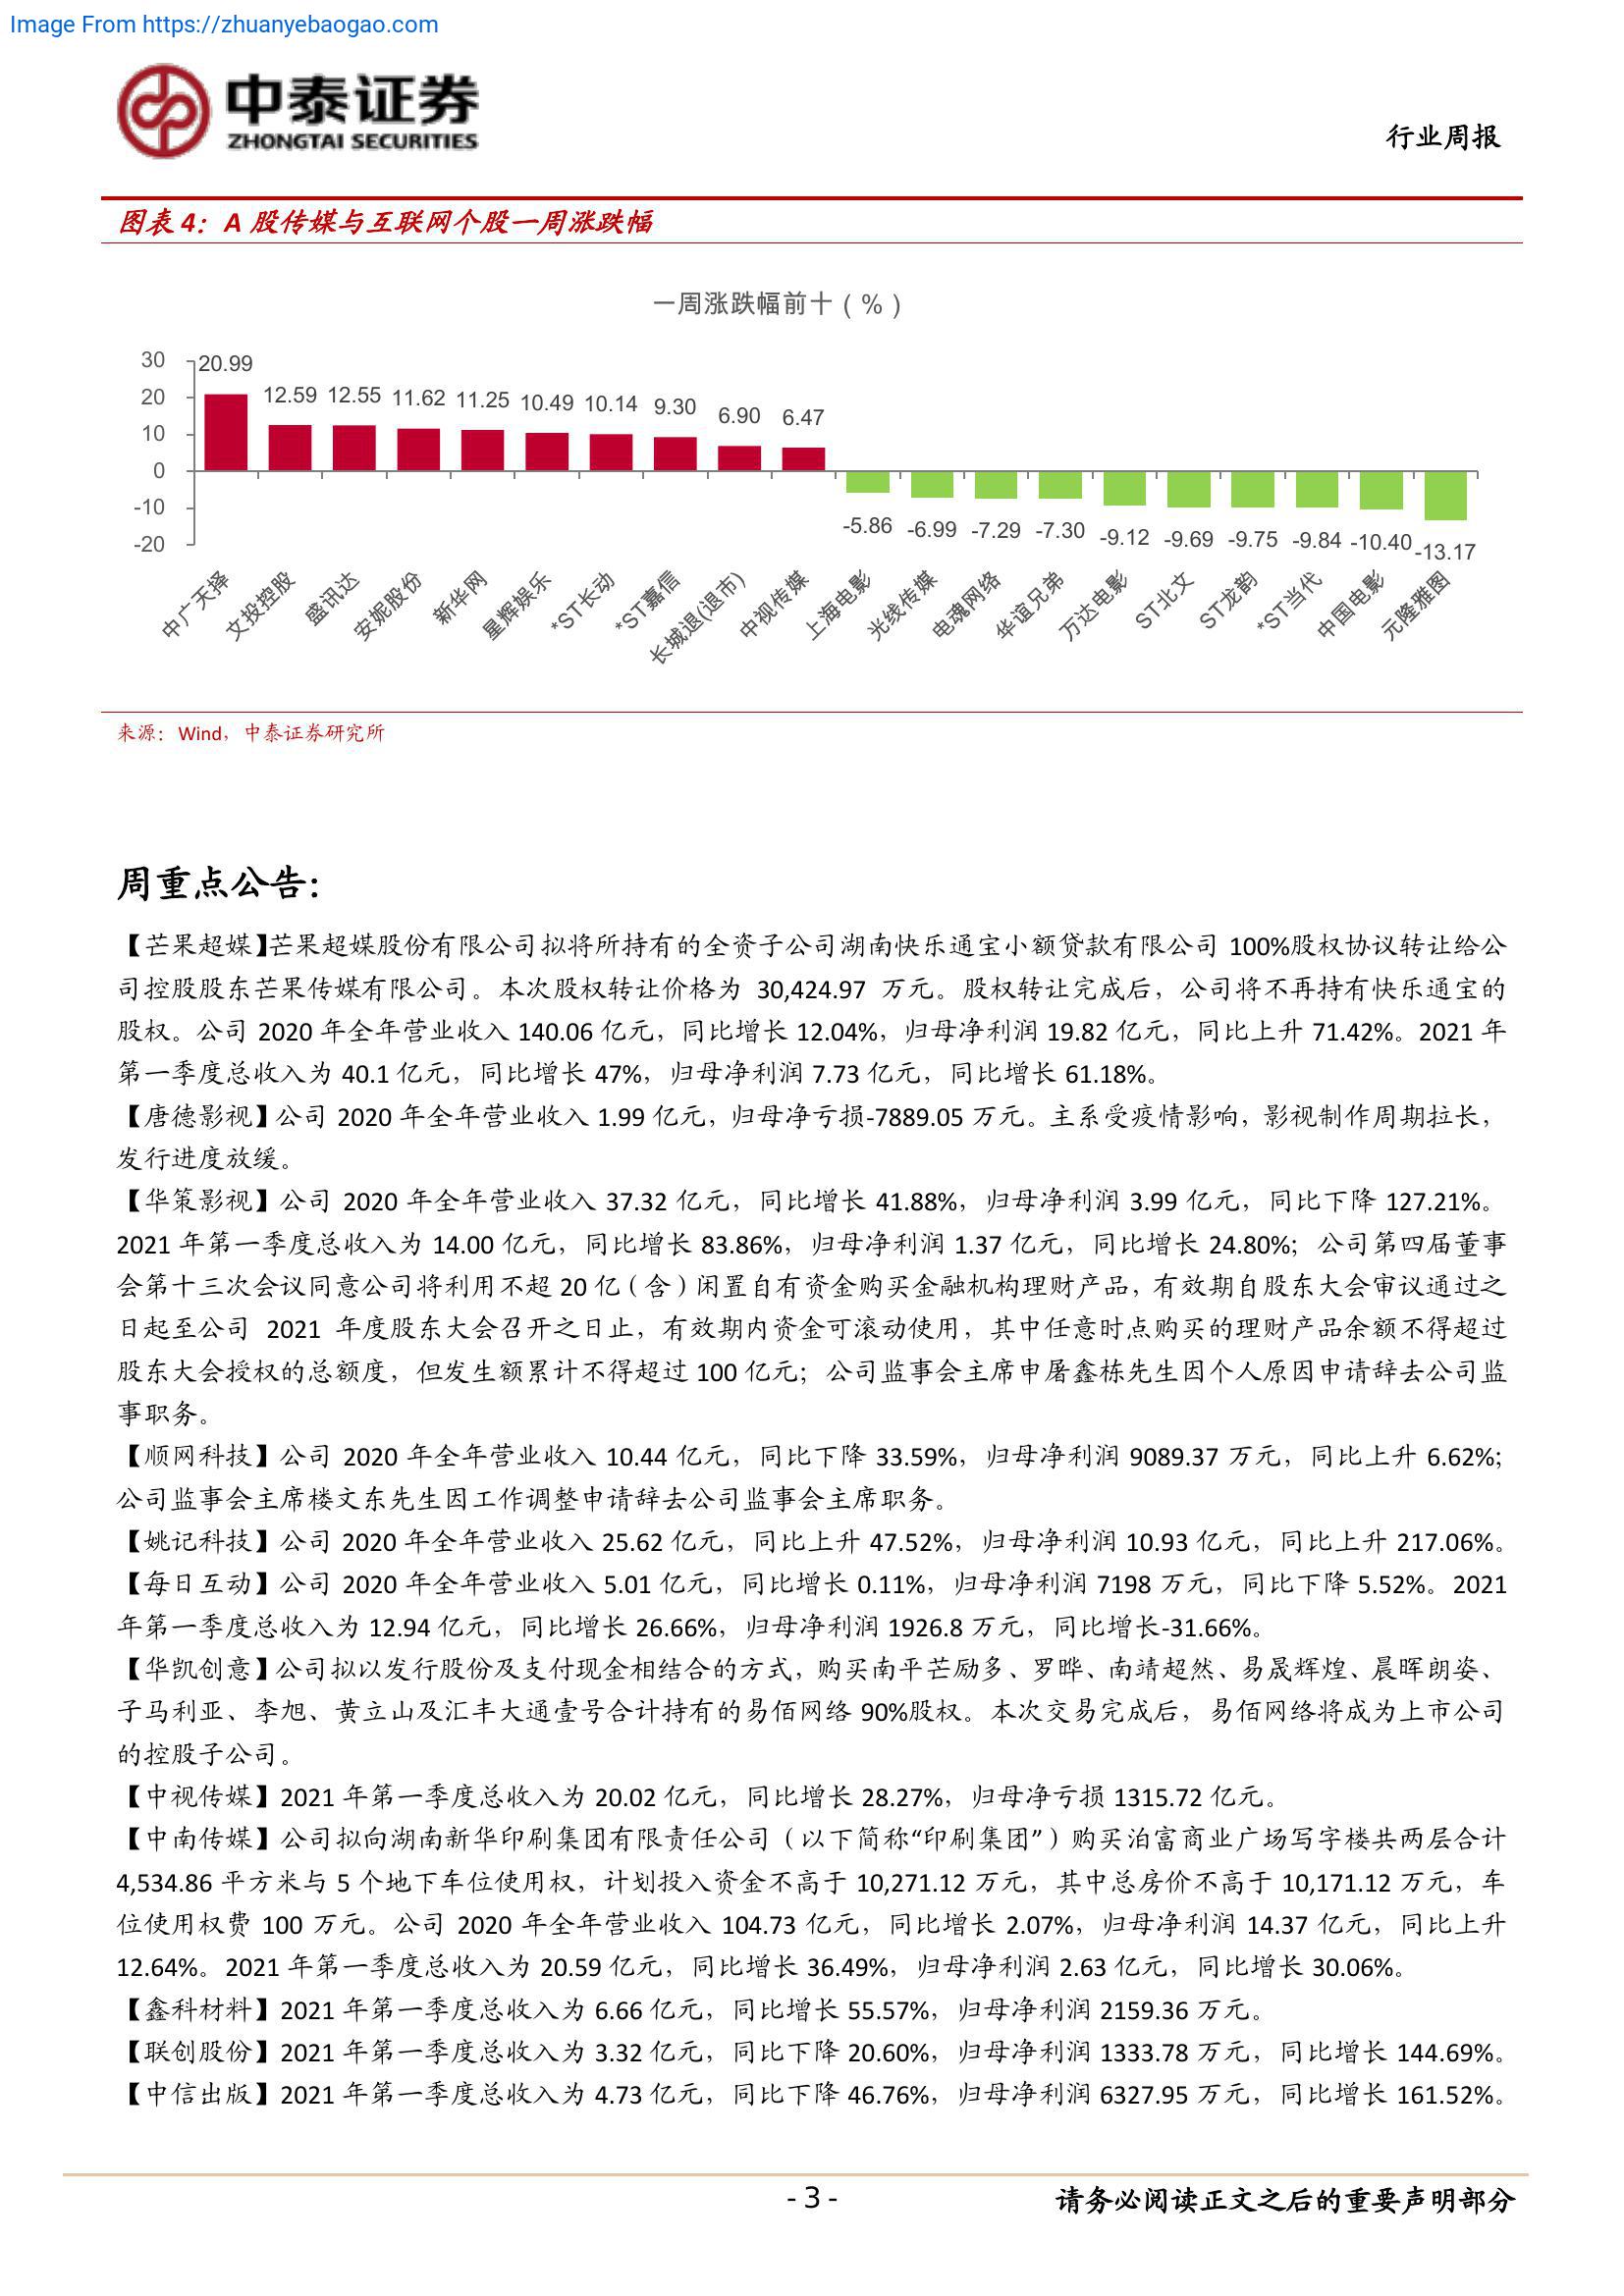 Image From https://zhuanyebaogao.com
中泰证券
ZHONGTAI SECURITIES
行业周报
图表 4：A 股传媒与互联网个股一周涨跌幅
一周涨跌幅前十（%）
30
20
10
0
-10
-20
20.99 12.59 12.55 11.62 11.25 10.49 10.14 9.30 6.90 6.47
-5.86 -6.99 -7.29 -7.30 -9.12 -9.69 -9.75 -9.84 -10.40 -13.17
中广天择 文投控股 盛讯达 安妮股份 新华网 星辉娱乐 *ST长动 *ST嘉信 长城退(退市) 中视传媒 上海电影 光线传媒 电魂网络 华谊兄弟 万达电影 ST北文 ST龙韵 *ST当代 中国电影 元隆雅图
来源：Wind，中泰证券研究所
周重点公告：
【芒果超媒】芒果超媒股份有限公司拟将所持有的全资子公司湖南快乐通宝小额贷款有限公司 100%股权协议转让给公
司控股股东芒果传媒有限公司。本次股权转让价格为 30,424.97 万元。股权转让完成后，公司将不再持有快乐通宝的
股权。公司 2020 年全年营业收入 140.06 亿元，同比增长 12.04%，归母净利润 19.82 亿元，同比上升 71.42%。2021 年
第一季度总收入为 40.1 亿元，同比增长 47%，归母净利润 7.73 亿元，同比增长 61.18%。
【唐德影视】公司 2020 年全年营业收入 1.99 亿元，归母净亏损-7889.05 万元。主系受疫情影响，影视制作周期拉长，
发行进度放缓。
【华策影视】公司 2020 年全年营业收入 37.32 亿元，同比增长 41.88%，归母净利润 3.99 亿元，同比下降 127.21%。
2021 年第一季度总收入为 14.00 亿元，同比增长 83.86%，归母净利润 1.37 亿元，同比增长 24.80%；公司第四届董事
会第十三次会议同意公司将利用不超 20 亿（含）闲置自有资金购买金融机构理财产品，有效期自股东大会审议通过之
日起至公司 2021 年度股东大会召开之日止，有效期内资金可滚动使用，其中任意时点购买的理财产品余额不得超过
股东大会授权的总额度，但发生额累计不得超过 100 亿元；公司监事会主席申屠鑫栋先生因个人原因申请辞去公司监
事职务。
【顺网科技】公司 2020 年全年营业收入 10.44 亿元，同比下降 33.59%，归母净利润 9089.37 万元，同比上升 6.62%；
公司监事会主席楼文东先生因工作调整申请辞去公司监事会主席职务。
【姚记科技】公司 2020 年全年营业收入 25.62 亿元，同比上升 47.52%，归母净利润 10.93 亿元，同比上升 217.06%。
【每日互动】公司 2020 年全年营业收入 5.01 亿元，同比增长 0.11%，归母净利润 7198 万元，同比下降 5.52%。2021
年第一季度总收入为 12.94 亿元，同比增长 26.66%，归母净利润 1926.8 万元，同比增长-31.66%。
【华凯创意】公司拟以发行股份及支付现金相结合的方式，购买南平芒励多、罗晔、南靖超然、易晟辉煌、晨晖朗姿、
子马利亚、李旭、黄立山及汇丰大通壹号合计持有的易佰网络 90%股权。本次交易完成后，易佰网络将成为上市公司
的控股子公司。
【中视传媒】2021 年第一季度总收入为 20.02 亿元，同比增长 28.27%，归母净亏损 1315.72 亿元。
【中南传媒】公司拟向湖南新华印刷集团有限责任公司（以下简称“印刷集团”）购买泊富商业广场写字楼共两层合计
4,534.86 平方米与 5 个地下车位使用权，计划投入资金不高于 10,271.12 万元，其中总房价不高于 10,171.12 万元，车
位使用权费 100 万元。公司 2020 年全年营业收入 104.73 亿元，同比增长 2.07%，归母净利润 14.37 亿元，同比上升
12.64%。2021 年第一季度总收入为 20.59 亿元，同比增长 36.49%，归母净利润 2.63 亿元，同比增长 30.06%。
【鑫科材料】2021 年第一季度总收入为 6.66 亿元，同比增长 55.57%，归母净利润 2159.36 万元。
【联创股份】2021 年第一季度总收入为 3.32 亿元，同比下降 20.60%，归母净利润 1333.78 万元，同比增长 144.69%。
【中信出版】2021 年第一季度总收入为 4.73 亿元，同比下降 46.76%，归母净利润 6327.95 万元，同比增长 161.52%。
- 3 -
请务必阅读正文之后的重要声明部分